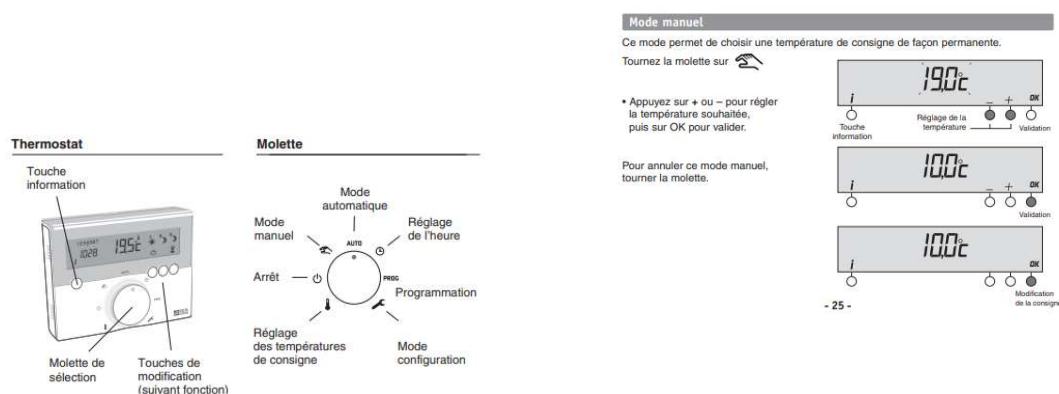 Thermostat
Touche
information
TEMPERAT
1028 19.5°c
Molette de
sélection
Touches de
modification
(suivant fonction)
Molette
Mode
automatique
Mode
manuel
Réglage
de l'heure
AUTO
Arrêt
PROG
Programmation
Réglage
des températures
de consigne
Mode
configuration
Mode manuel
Ce mode permet de choisir une température de consigne de façon permanente.
Tournez la molette sur
• Appuyez sur + ou – pour régler
la température souhaitée,
puis sur OK pour valider.
Pour annuler ce mode manuel,
tourner la molette.
19,0°c
i – + OK
Touche
information
Réglage de la
température
Validation
10,0°c
i – + OK
Validation
10,0°c
i OK
Modification
de la consigne
- 25 -